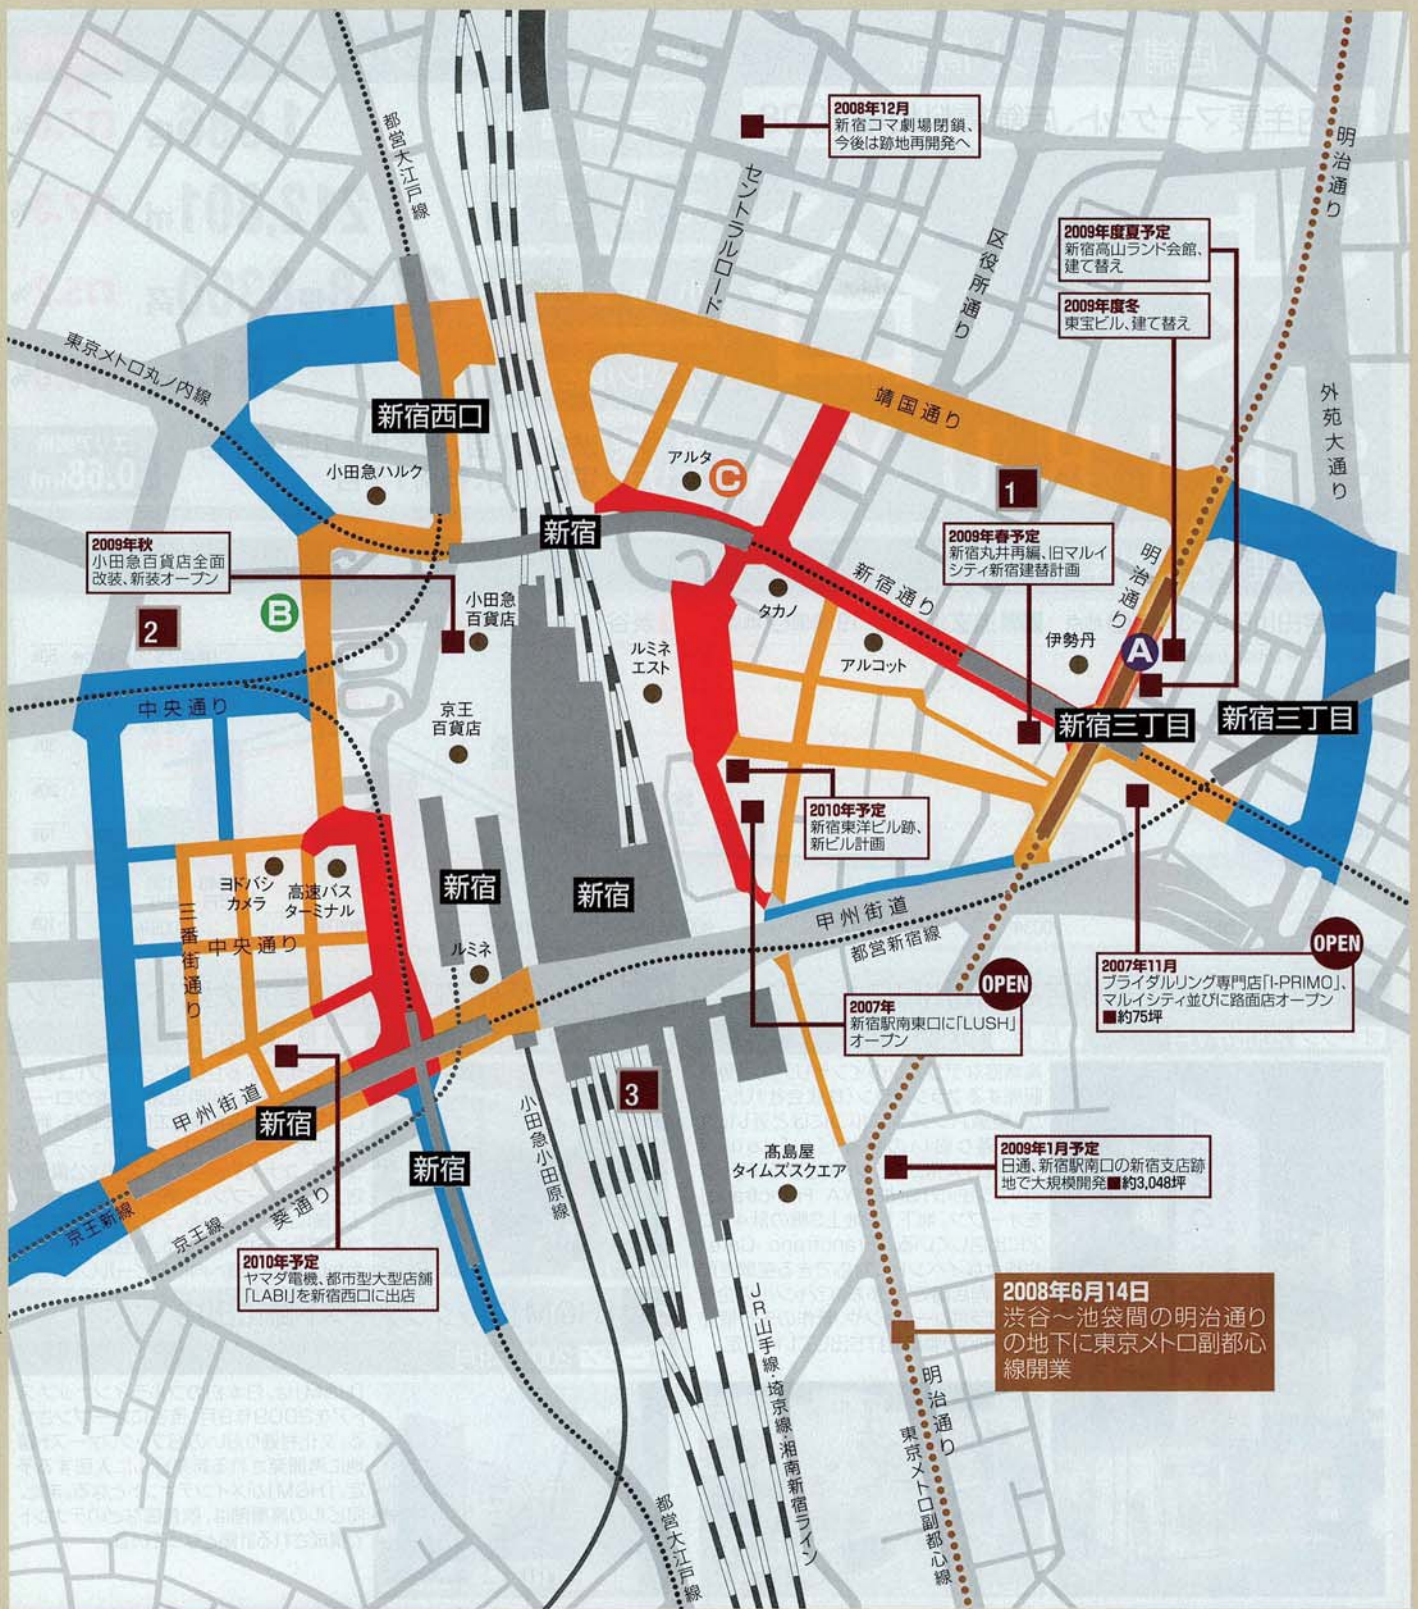 2008年12月
新宿コマ劇場閉鎖、
今後は跡地再開発へ
都営大江戸線
セントラルロード
区役所通り
明治通り
2009年度夏予定
新宿高山ランド会館、
建て替え
2009年度冬
東宝ビル、建て替え
東京メトロ丸ノ内線
新宿西口
靖国通り
外苑大通り
小田急ハルク
アルタ
C
1
新宿
2009年秋
小田急百貨店全面
改装、新装オープン
2009年春予定
新宿丸井再編、旧マルイ
シティ新宿建替計画
明治通り
新宿通り
B
2
小田急
百貨店
タカノ
ルミネ
エスト
アルコット
伊勢丹
A
中央通り
京王
百貨店
新宿三丁目
新宿三丁目
2010年予定
新宿東洋ビル跡、
新ビル計画
ヨドバシ
カメラ
高速バス
ターミナル
新宿
新宿
三番街通り
中央通り
ルミネ
甲州街道
都営新宿線
OPEN
2007年11月
ブライダルリング専門店「I-PRIMO」、
マルイシティ並びに路面店オープン
■約75坪
OPEN
2007年
新宿駅南東口に「LUSH」
オープン
甲州街道
新宿
3
小田急小田原線
新宿
髙島屋
タイムズスクエア
2009年1月予定
日通、新宿駅南口の新宿支店跡
地で大規模開発■約3,048坪
京王新線
京王線
葵通り
2010年予定
ヤマダ電機、都市型大型店舗
「LABI」を新宿西口に出店
2008年6月14日
渋谷～池袋間の明治通り
の地下に東京メトロ副都心
線開業
JR山手線・埼京線・湘南新宿ライン
明治通り
東京メトロ副都心線
都営大江戸線